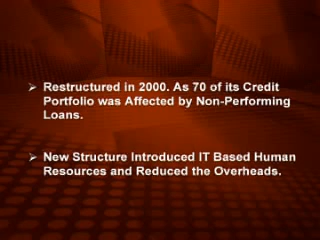 ➢ Restructured in 2000. As 70 of its Credit
Portfolio was Affected by Non-Performing
Loans.
➢ New Structure Introduced IT Based Human
Resources and Reduced the Overheads.